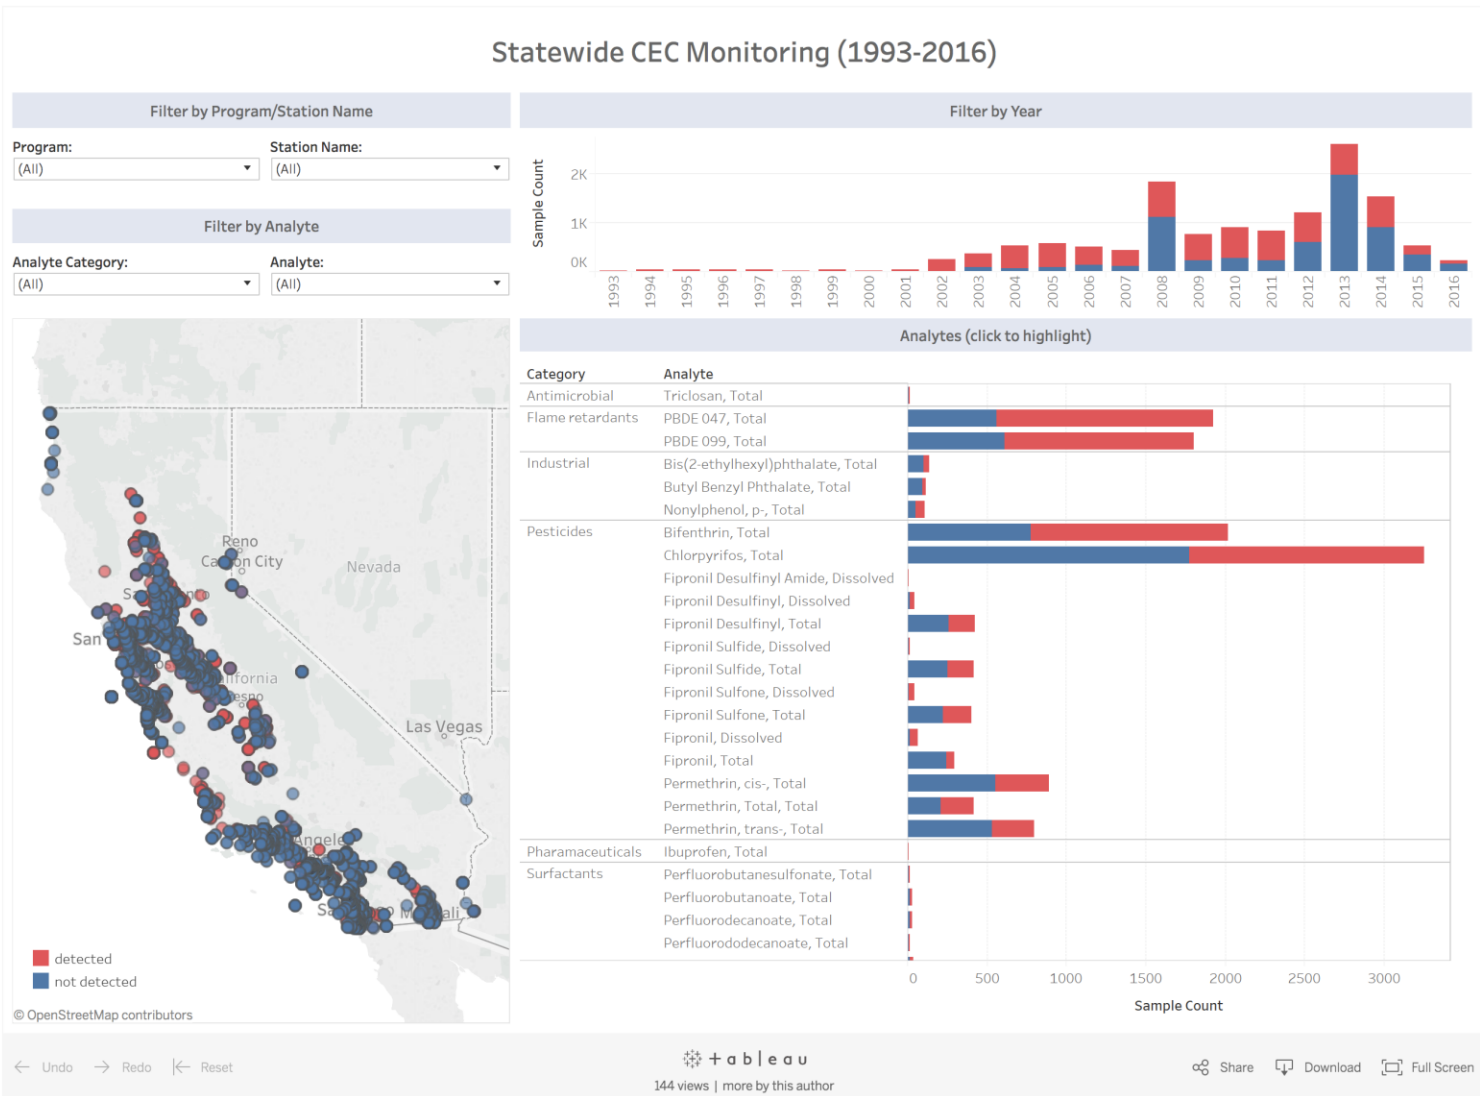 Statewide CEC Monitoring (1993-2016)
Filter by Program/Station Name
Program:
Station Name:
(All)
(All)
Filter by Analyte
Analyte Category:
Analyte:
(All)
(All)
Filter by Year
Sample Count
2K
1K
0K
1993
1994
1995
1996
1997
1998
1999
2000
2001
2002
2003
2004
2005
2006
2007
2008
2009
2010
2011
2012
2013
2014
2015
2016
Reno
Carson City
Nevada
San
California
Las Vegas
Angeles
detected
not detected
© OpenStreetMap contributors
Analytes (click to highlight)
Category Analyte
Antimicrobial Triclosan, Total
Flame retardants PBDE 047, Total
PBDE 099, Total
Industrial Bis(2-ethylhexyl)phthalate, Total
Butyl Benzyl Phthalate, Total
Nonylphenol, p-, Total
Pesticides Bifenthrin, Total
Chlorpyrifos, Total
Fipronil Desulfinyl Amide, Dissolved
Fipronil Desulfinyl, Dissolved
Fipronil Desulfinyl, Total
Fipronil Sulfide, Dissolved
Fipronil Sulfide, Total
Fipronil Sulfone, Dissolved
Fipronil Sulfone, Total
Fipronil, Dissolved
Fipronil, Total
Permethrin, cis-, Total
Permethrin, Total, Total
Permethrin, trans-, Total
Pharamaceuticals Ibuprofen, Total
Surfactants Perfluorobutanesulfonate, Total
Perfluorobutanoate, Total
Perfluorodecanoate, Total
Perfluorododecanoate, Total
0 500 1000 1500 2000 2500 3000
Sample Count
Undo Redo Reset
+ableau
144 views | more by this author
Share Download Full Screen